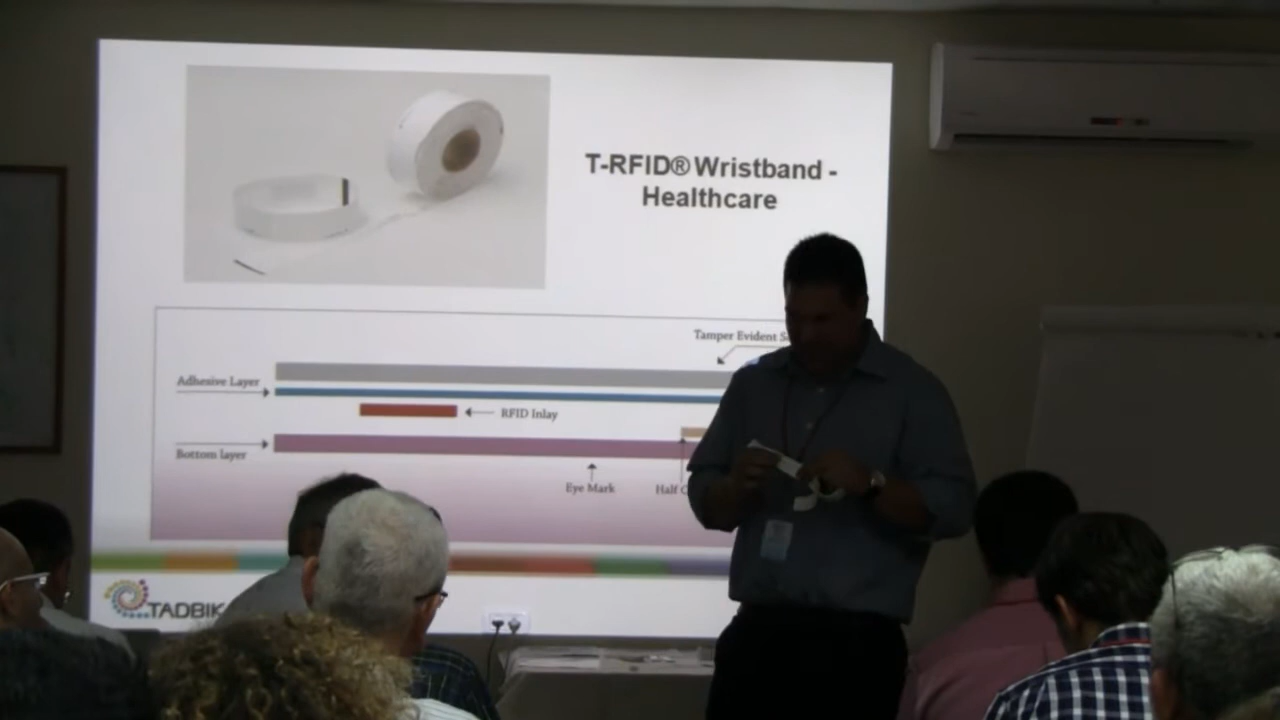 T-RFID® Wristband -
Healthcare
Tamper Evident
Adhesive Layer
RFID Inlay
Bottom layer
Eye Mark
Half
TADBIK